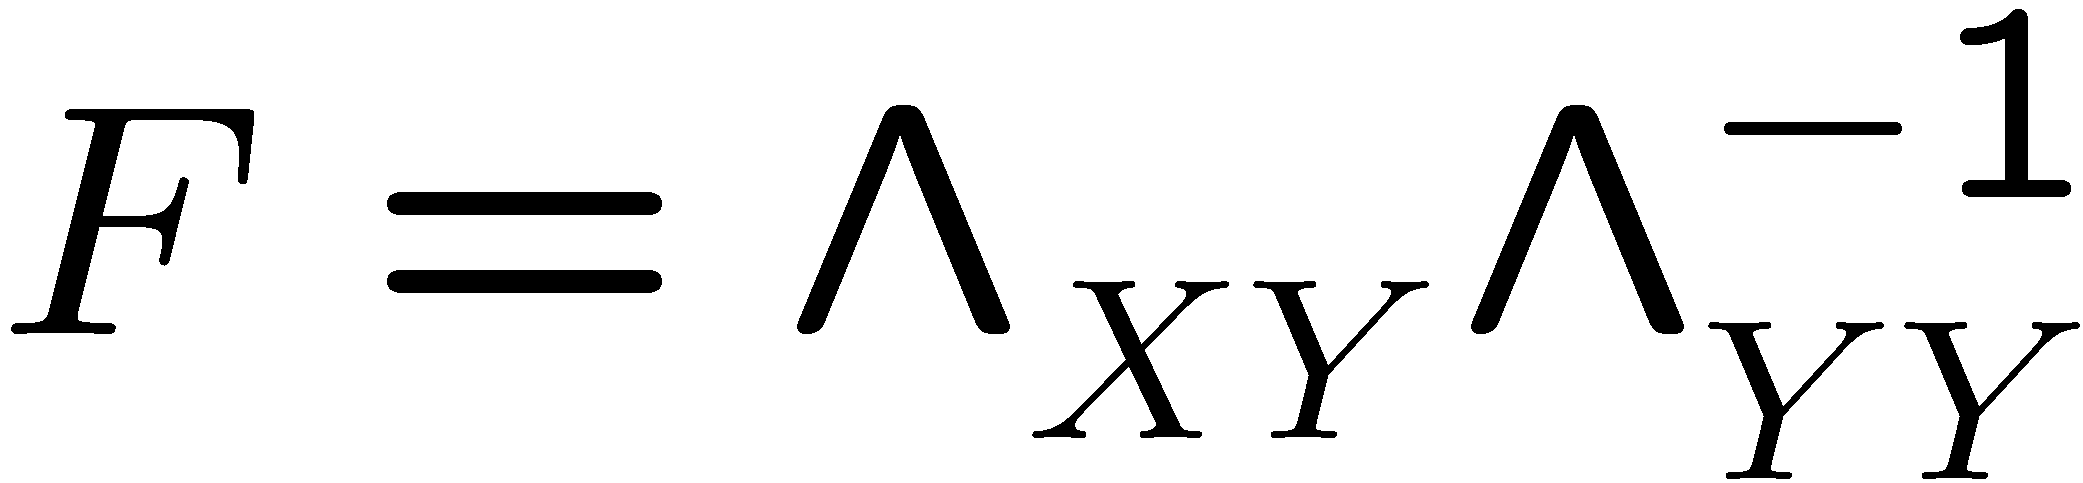 F = Λ_{XY} Λ_{YY}^{-1}